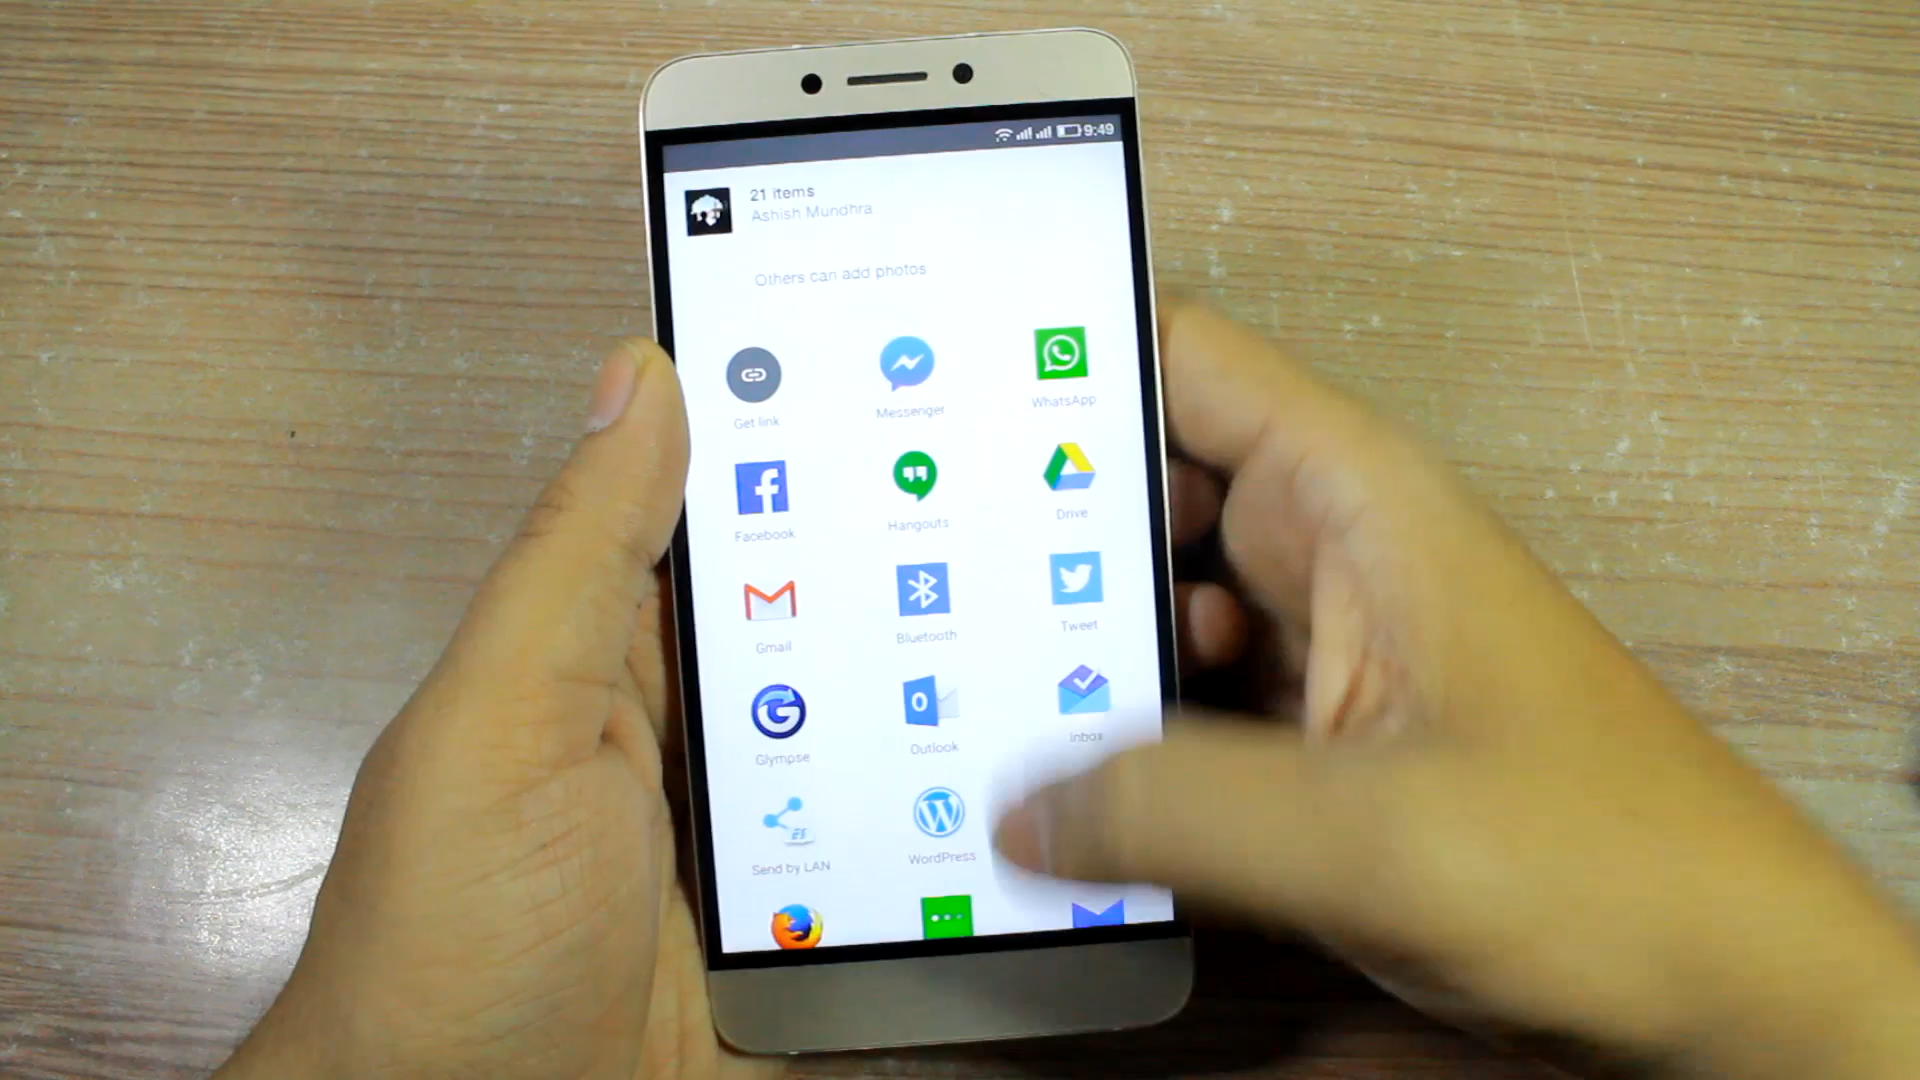 9:49
21 items
Ashish Mundhra
Others can add photos
Get link
Messenger
WhatsApp
Facebook
Hangouts
Drive
Gmail
Bluetooth
Tweet
Glympse
Outlook
Inbox
Send by LAN
WordPress